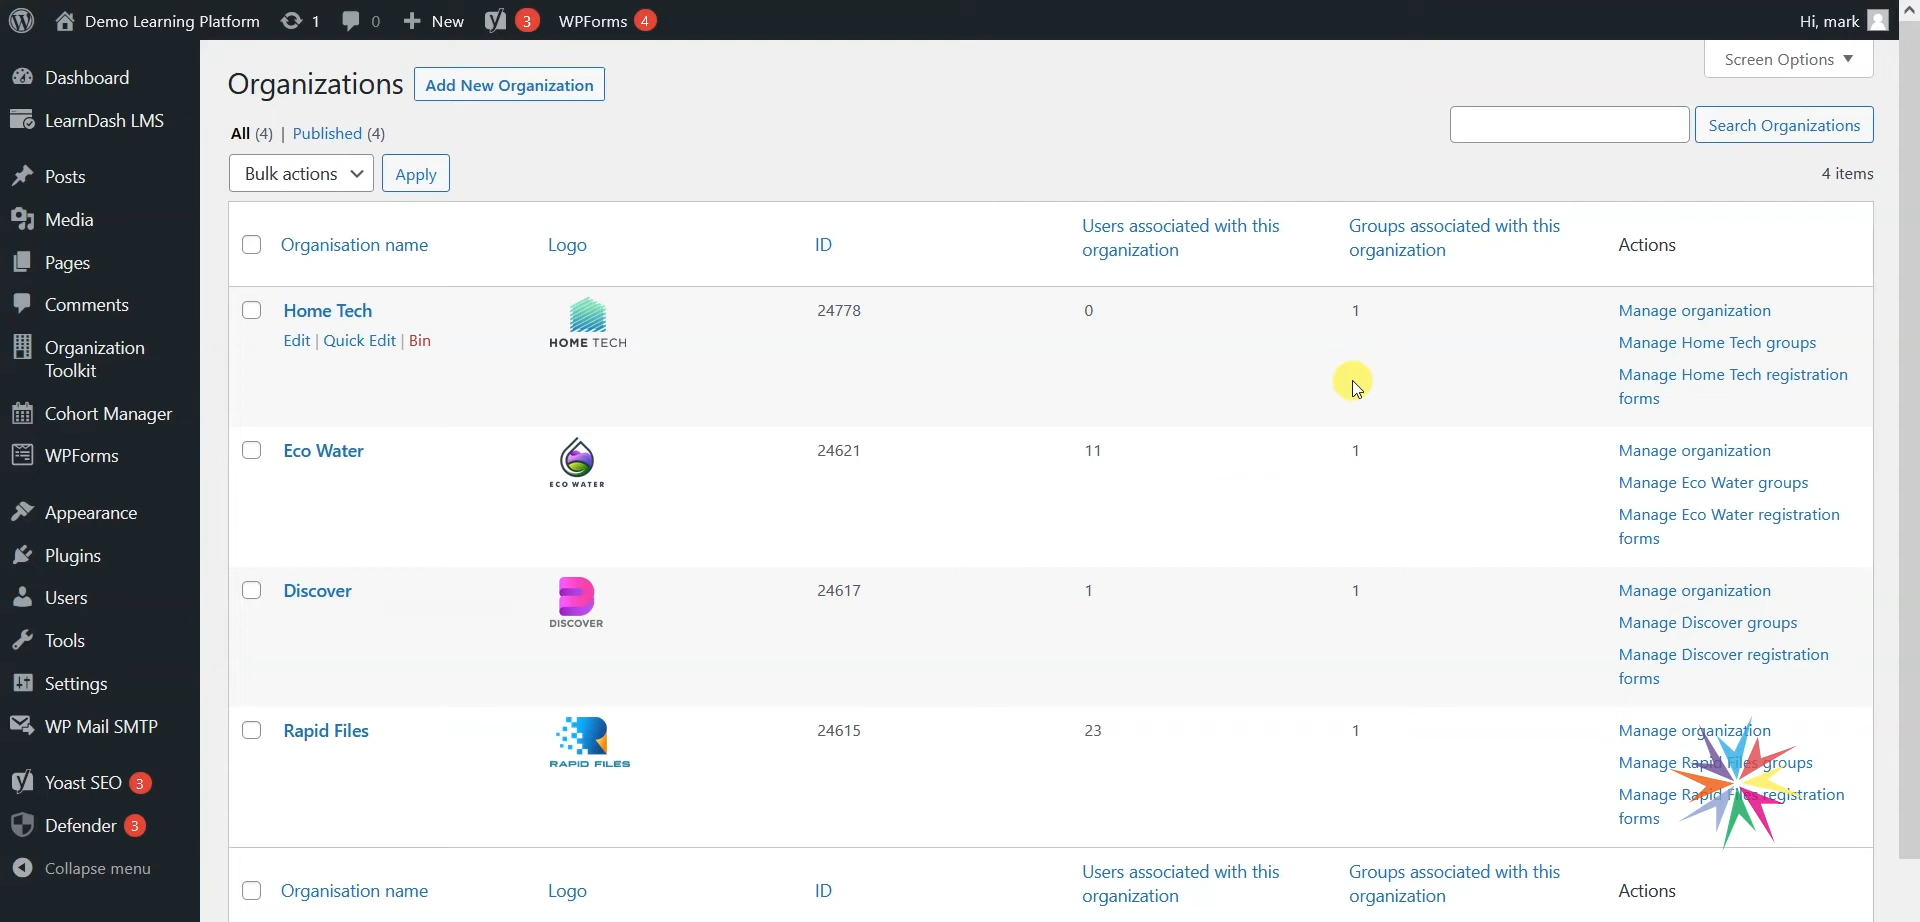 Demo Learning Platform 1 0 New 3 WPForms 4 Hi, mark
Screen Options
Dashboard
LearnDash LMS
Posts
Media
Pages
Comments
Organization
Toolkit
Cohort Manager
WPForms
Appearance
Plugins
Users
Tools
Settings
WP Mail SMTP
Yoast SEO 3
Defender 3
Collapse menu
Organizations Add New Organization
All (4) | Published (4)
Search Organizations
Bulk actions Apply
4 items
Organisation name Logo ID Users associated with this organization Groups associated with this organization Actions
Home Tech 24778 0 1 Manage organization
Edit | Quick Edit | Bin
HOME TECH
Manage Home Tech groups
Manage Home Tech registration
forms
Eco Water 24621 11 1 Manage organization
ECO WATER
Manage Eco Water groups
Manage Eco Water registration
forms
Discover 24617 1 1 Manage organization
DISCOVER
Manage Discover groups
Manage Discover registration
forms
Rapid Files 24615 23 1 Manage organization
RAPID FILES
Manage Rapid Files groups
Manage Rapid Files registration
forms
Organisation name Logo ID Users associated with this organization Groups associated with this organization Actions